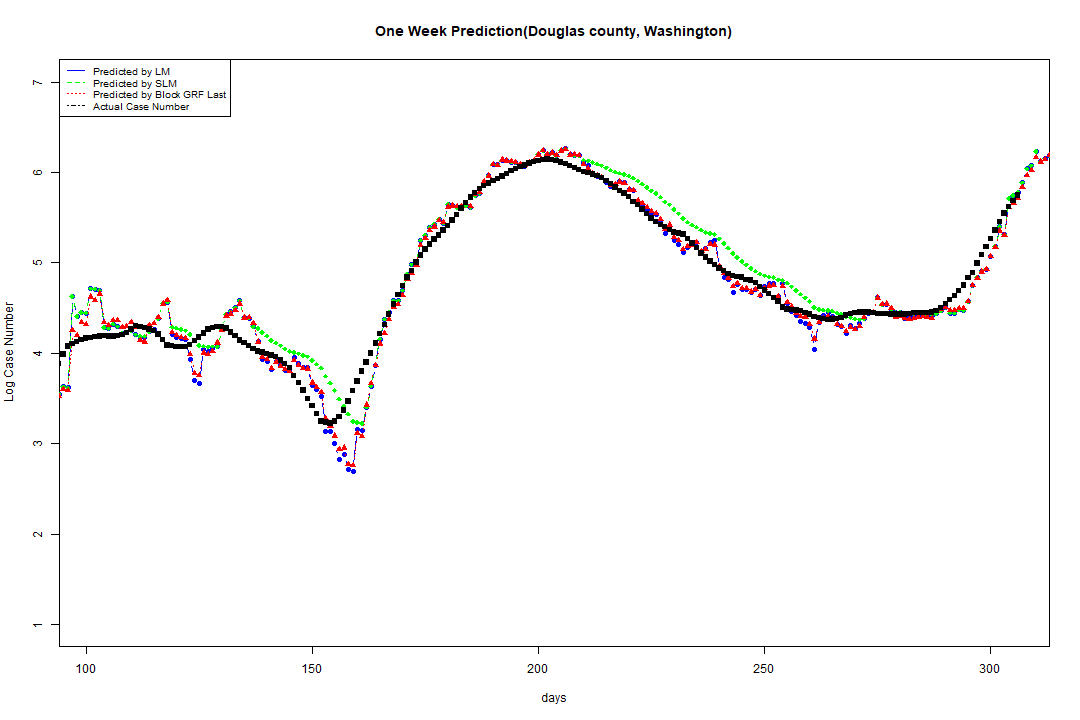 One Week Prediction(Douglas county, Washington)
Predicted by LM
Predicted by SLM
Predicted by Block GRF Last
Actual Case Number
7
6
5
4
3
2
1
Log Case Number
100 150 200 250 300
days